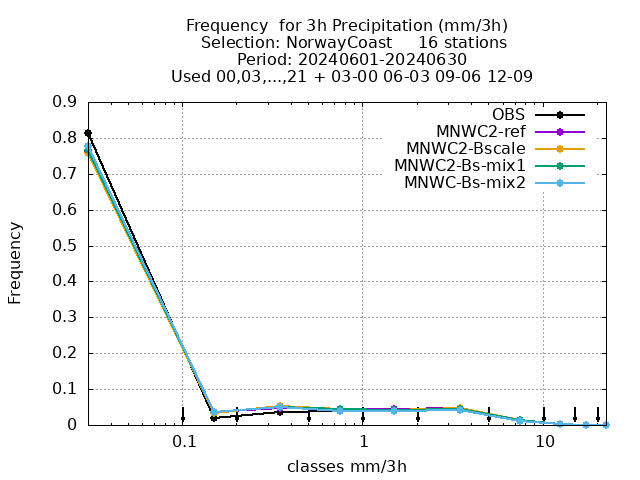 Frequency  for 3h Precipitation (mm/3h)
Selection: NorwayCoast     16 stations
Period: 20240601-20240630
Used 00,03,...,21 + 03-00 06-03 09-06 12-09
OBS
MNWC2-ref
MNWC2-Bscale
MNWC2-Bs-mix1
MNWC-Bs-mix2
Frequency
0.9
0.8
0.7
0.6
0.5
0.4
0.3
0.2
0.1
0
0.1 1 10
classes mm/3h